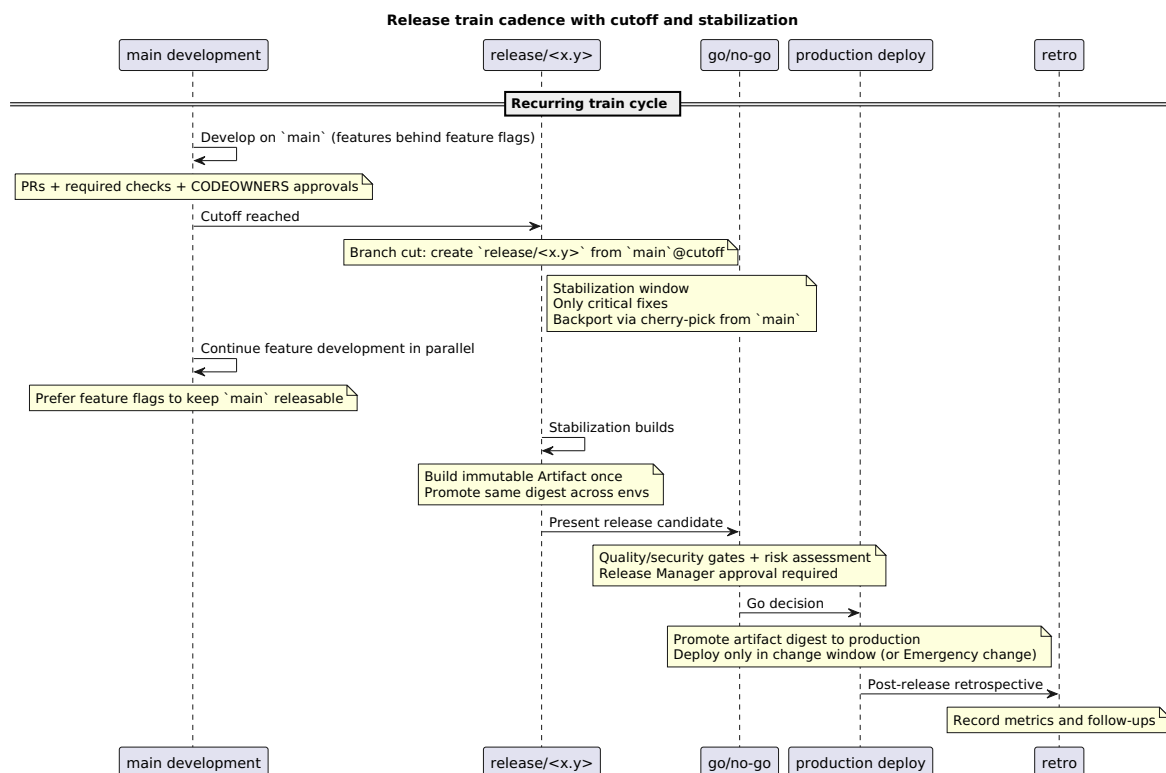 Release train cadence with cutoff and stabilization
main development
release/<x.y>
go/no-go
production deploy
retro
Recurring train cycle
Develop on `main` (features behind feature flags)
PRs + required checks + CODEOWNERS approvals
Cutoff reached
Branch cut: create `release/<x.y>` from `main`@cutoff
Stabilization window
Only critical fixes
Backport via cherry-pick from `main`
Continue feature development in parallel
Prefer feature flags to keep `main` releasable
Stabilization builds
Build immutable Artifact once
Promote same digest across envs
Present release candidate
Quality/security gates + risk assessment
Release Manager approval required
Go decision
Promote artifact digest to production
Deploy only in change window (or Emergency change)
Post-release retrospective
Record metrics and follow-ups
main development
release/<x.y>
go/no-go
production deploy
retro